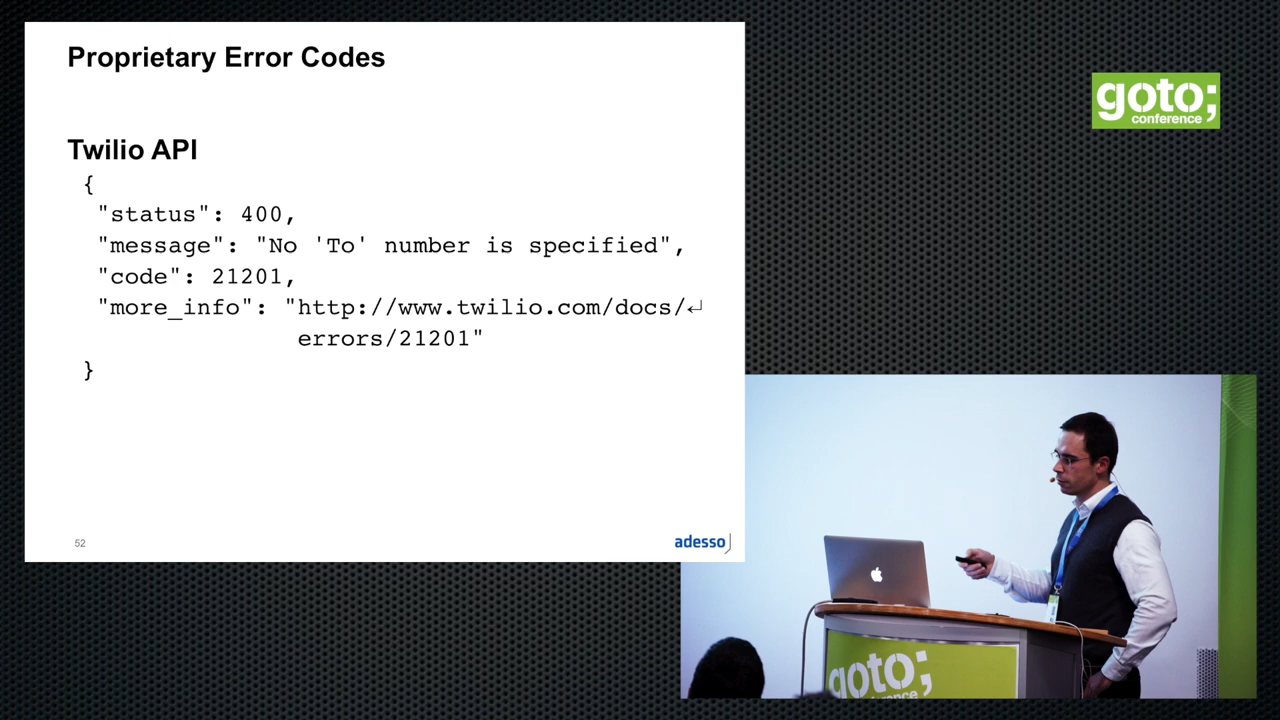 Proprietary Error Codes
Twilio API
{
"status": 400,
"message": "No 'To' number is specified",
"code": 21201,
"more_info": "http://www.twilio.com/docs/↵
errors/21201"
}
52
adesso
goto;
conference
goto;
conference